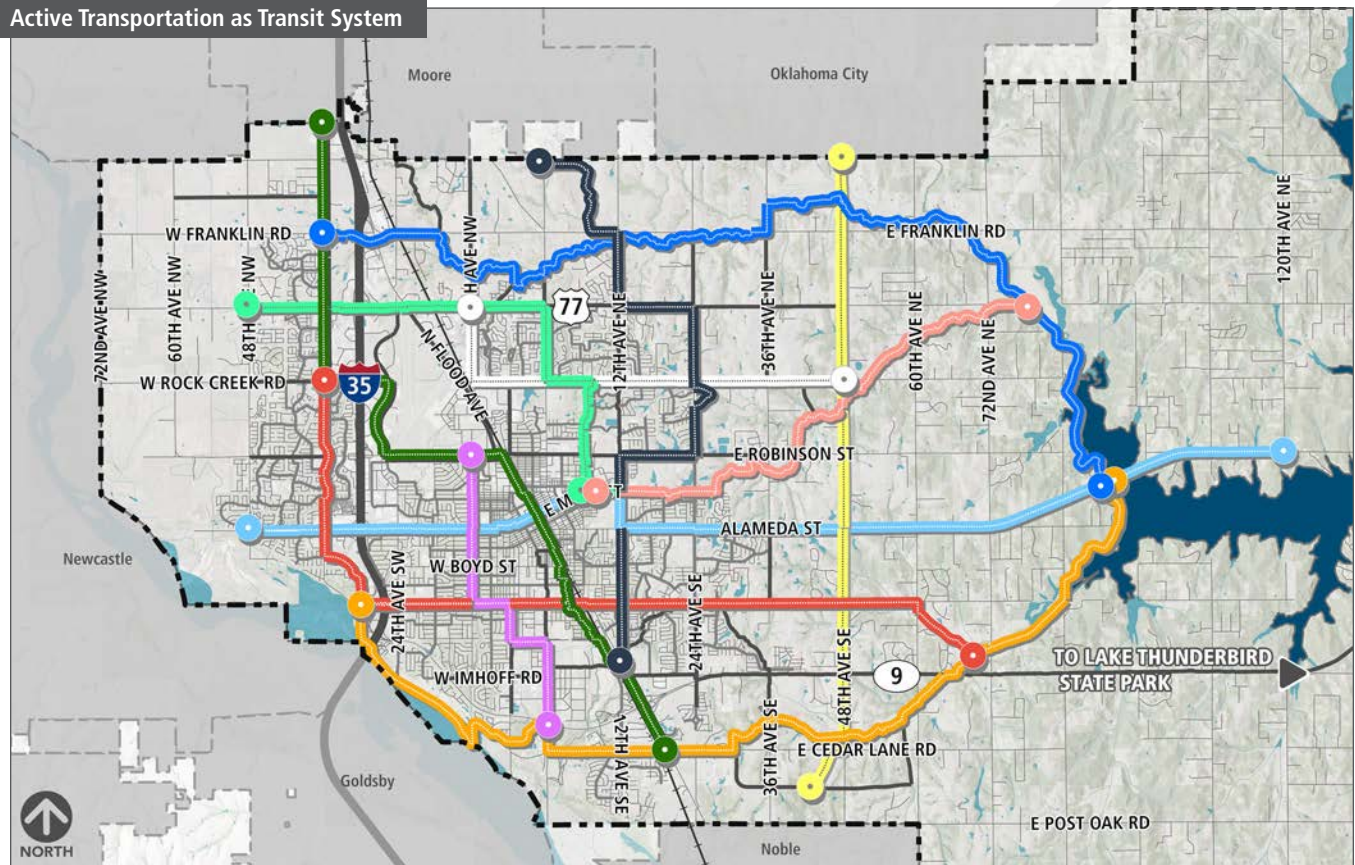 Active Transportation as Transit System
Moore
Oklahoma City
120TH AVE NE
W FRANKLIN RD
AVE NW
E FRANKLIN RD
72ND AVE NW
60TH AVE NW
48TH
NW
77
12TH AVE NE
36TH AVE NE
60TH AVE NE
72ND AVE NE
N FLOOD AVE
W ROCK CREEK RD
35
E ROBINSON ST
E M
T
ALAMEDA ST
Newcastle
W BOYD ST
24TH AVE SW
24TH AVE SE
48TH AVE SE
W IMHOFF RD
9
TO LAKE THUNDERBIRD
STATE PARK
12TH AVE SE
36TH AVE SE
E CEDAR LANE RD
Goldsby
E POST OAK RD
NORTH
Noble